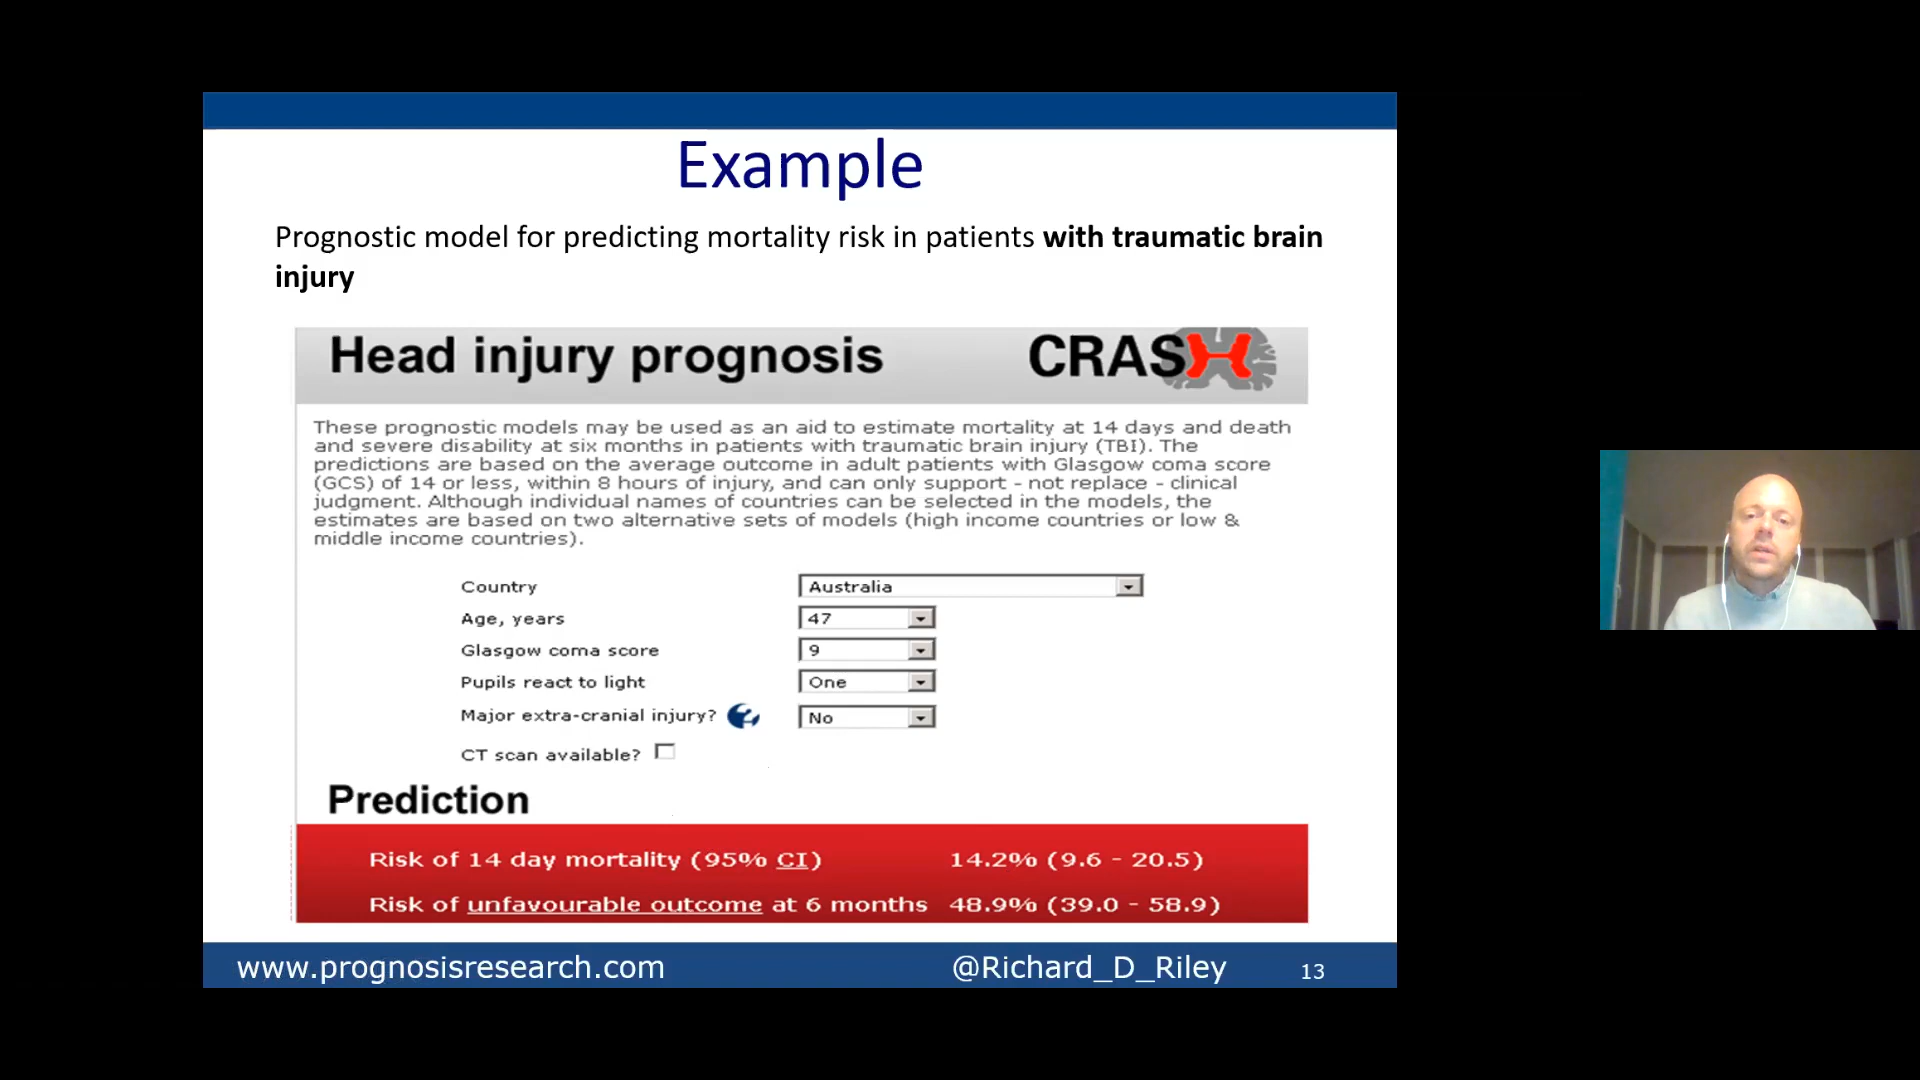 Example
Prognostic model for predicting mortality risk in patients with traumatic brain
injury
Head injury prognosis
CRASH
These prognostic models may be used as an aid to estimate mortality at 14 days and death
and severe disability at six months in patients with traumatic brain injury (TBI). The
predictions are based on the average outcome in adult patients with Glasgow coma score
(GCS) of 14 or less, within 8 hours of injury, and can only support - not replace - clinical
judgment. Although individual names of countries can be selected in the models, the
estimates are based on two alternative sets of models (high income countries or low &
middle income countries).
Country Australia
Age, years 47
Glasgow coma score 9
Pupils react to light One
Major extra-cranial injury? ? No
CT scan available?
Prediction
Risk of 14 day mortality (95% CI) 14.2% (9.6 - 20.5)
Risk of unfavourable outcome at 6 months 48.9% (39.0 - 58.9)
www.prognosisresearch.com @Richard_D_Riley 13